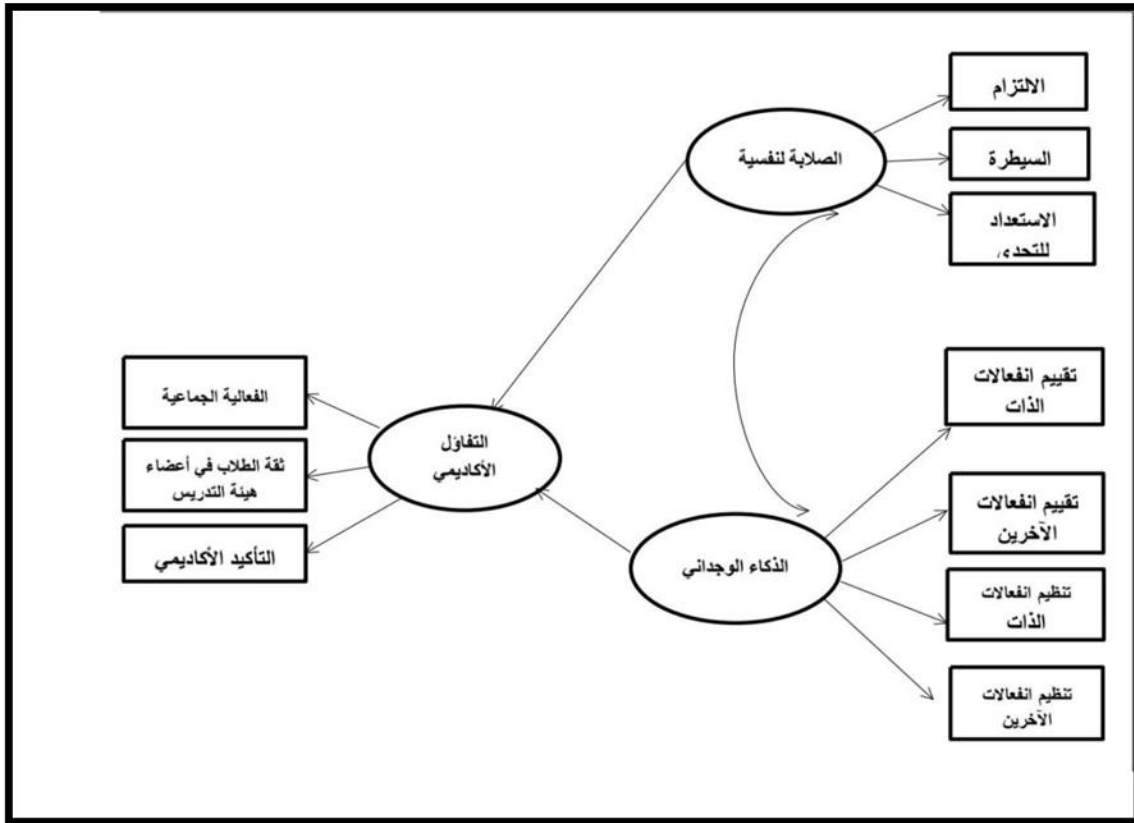 الالتزام
السيطرة
الاستعداد
للتحدي
الصلابة لنفسية
تقييم انفعالات
الذات
تقييم انفعالات
الآخرين
تنظيم انفعالات
الذات
تنظيم انفعالات
الآخرين
الذكاء الوجداني
التفاؤل
الأكاديمي
الفعالية الجماعية
ثقة الطلاب في أعضاء
هيئة التدريس
التأكيد الأكاديمي